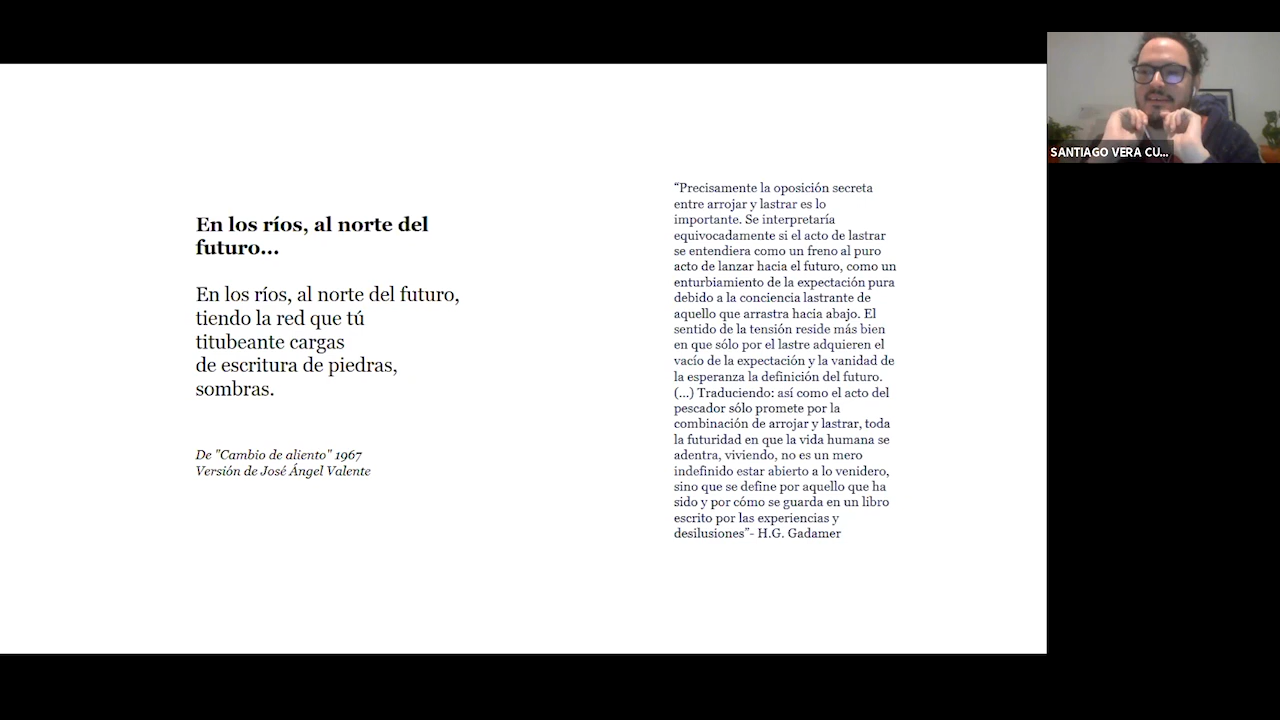 En los ríos, al norte del
futuro...
En los ríos, al norte del futuro,
tiendo la red que tú
titubeante cargas
de escritura de piedras,
sombras.
De "Cambio de aliento" 1967
Versión de José Ángel Valente
“Precisamente la oposición secreta
entre arrojar y lastrar es lo
importante. Se interpretaría
equivocadamente si el acto de lastrar
se entendiera como un freno al puro
acto de lanzar hacia el futuro, como un
enturbiamiento de la expectación pura
debido a la conciencia lastrante de
aquello que arrastra hacia abajo. El
sentido de la tensión reside más bien
en que sólo por el lastre adquieren el
vacío de la expectación y la vanidad de
la esperanza la definición del futuro.
(...) Traduciendo: así como el acto del
pescador sólo promete por la
combinación de arrojar y lastrar, toda
la futuridad en que la vida humana se
adentra, viviendo, no es un mero
indefinido estar abierto a lo venidero,
sino que se define por aquello que ha
sido y por cómo se guarda en un libro
escrito por las experiencias y
desilusiones”- H.G. Gadamer
SANTIAGO VERA CU...